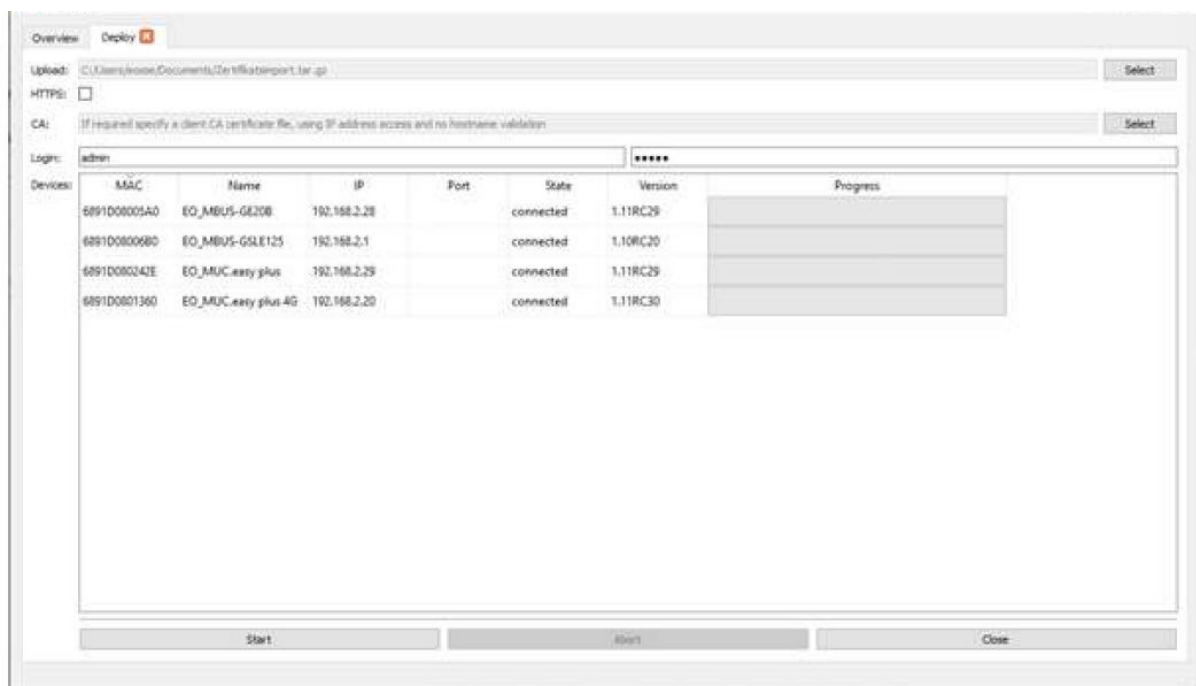 Overview Deploy
Upload: Documents/Zertifikatsimport.tar.gz Select
HTTPS:
CA: If required specify a client CA certificate file, using IP address access and no hostname validation Select
Login: admin •••••
Devices: MAC Name IP Port State Version Progress
6891D08005A0 EO_MBUS-GE20B 192.168.2.28 connected 1.11RC29
6891D08006B0 EO_MBUS-GSLE125 192.168.2.1 connected 1.10RC20
6891D080242E EO_MUC.easy plus 192.168.2.29 connected 1.11RC29
6891D0801360 EO_MUC.easy plus 4G 192.168.2.20 connected 1.11RC30
Start Abort Close